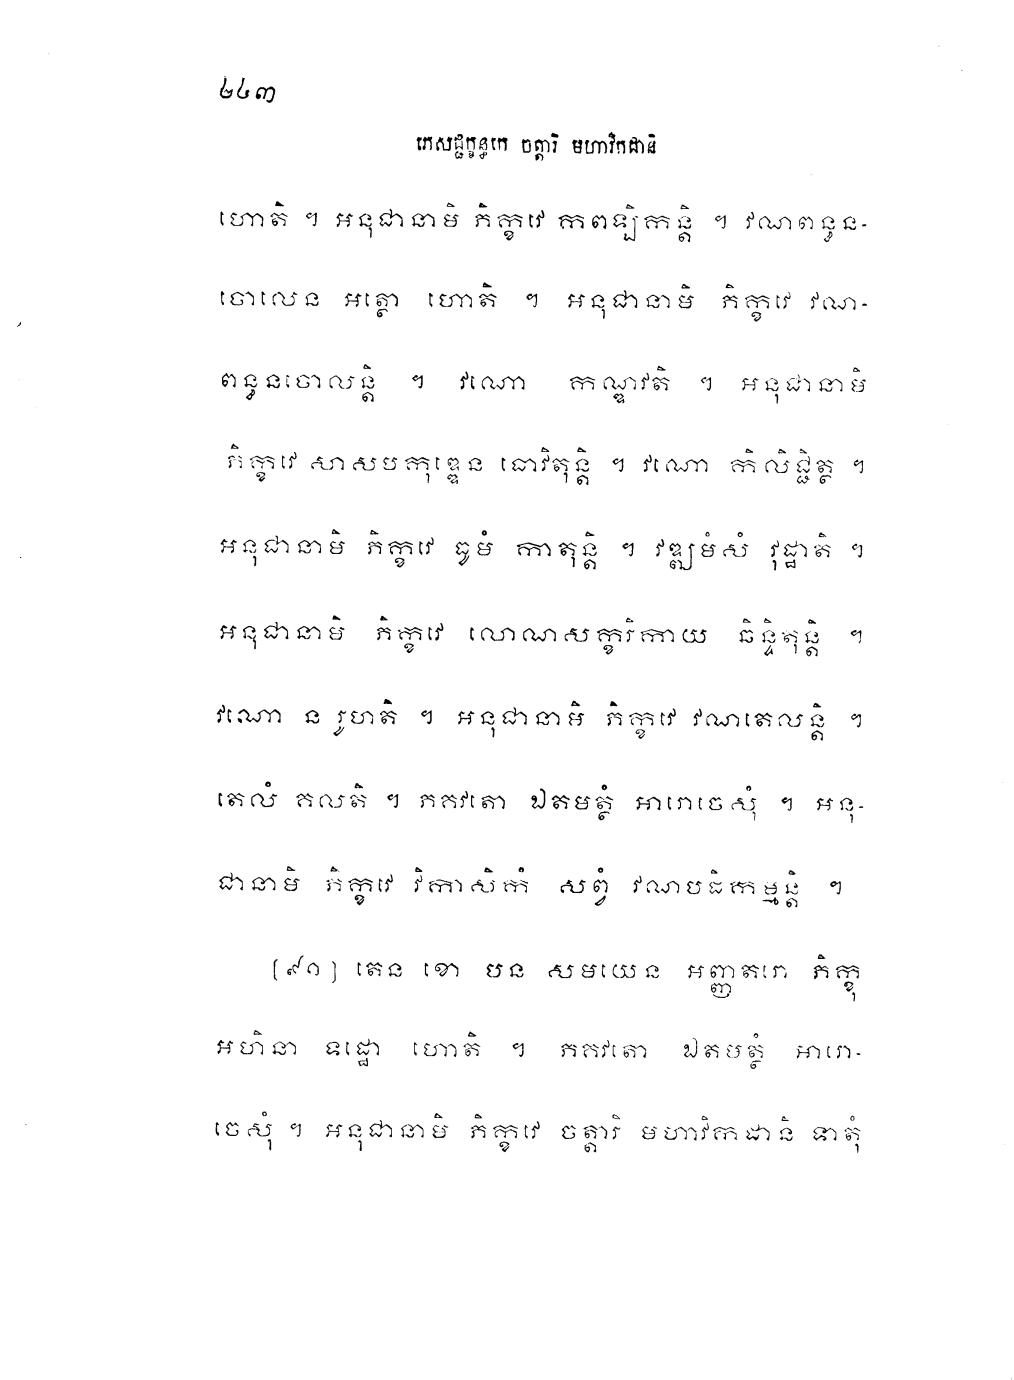 ២៤៣
ភេសជ្ជក្ខន្ធកេ ចត្តារិ មហាវិកដានិ
ហោតិ ។ អនុជានាមិ ភិក្ខវេ កពឡិកន្តិ ។ វណពន្ធន-
ចោលេន អត្ថោ ហោតិ ។ អនុជានាមិ ភិក្ខវេ វណ-
ពន្ធនចោលន្តិ ។ វណោ កណ្ឌវតិ ។ អនុជានាមិ
ភិក្ខវេ សាសបកុឌ្ឌេន ធោវិតុន្តិ ។ វណោ កិលិជ្ជិត្ថ ។
អនុជានាមិ ភិក្ខវេ ធូមំ កាតុន្តិ ។ វឌ្ឍមំសំ វុដ្ឋាតិ ។
អនុជានាមិ ភិក្ខវេ លោណសក្ខរិកាយ ឆិន្ទិតុន្តិ ។
វណោ ន រូហតិ ។ អនុជានាមិ ភិក្ខវេ វណតេលន្តិ ។
តេលំ គលតិ ។ ភគវតោ ឯតមត្ថំ អារោចេសុំ ។ អនុ-
ជានាមិ ភិក្ខវេ វិកាសិកំ សព្វំ វណបដិកម្មន្តិ ។
(៩០) តេន ខោ បន សមយេន អញ្ញតរោ ភិក្ខុ
អហិនា ទដ្ឋោ ហោតិ ។ ភគវតោ ឯតមត្ថំ អារោ-
ចេសុំ ។ អនុជានាមិ ភិក្ខវេ ចត្តារិ មហាវិកដានិ ទាតុំ